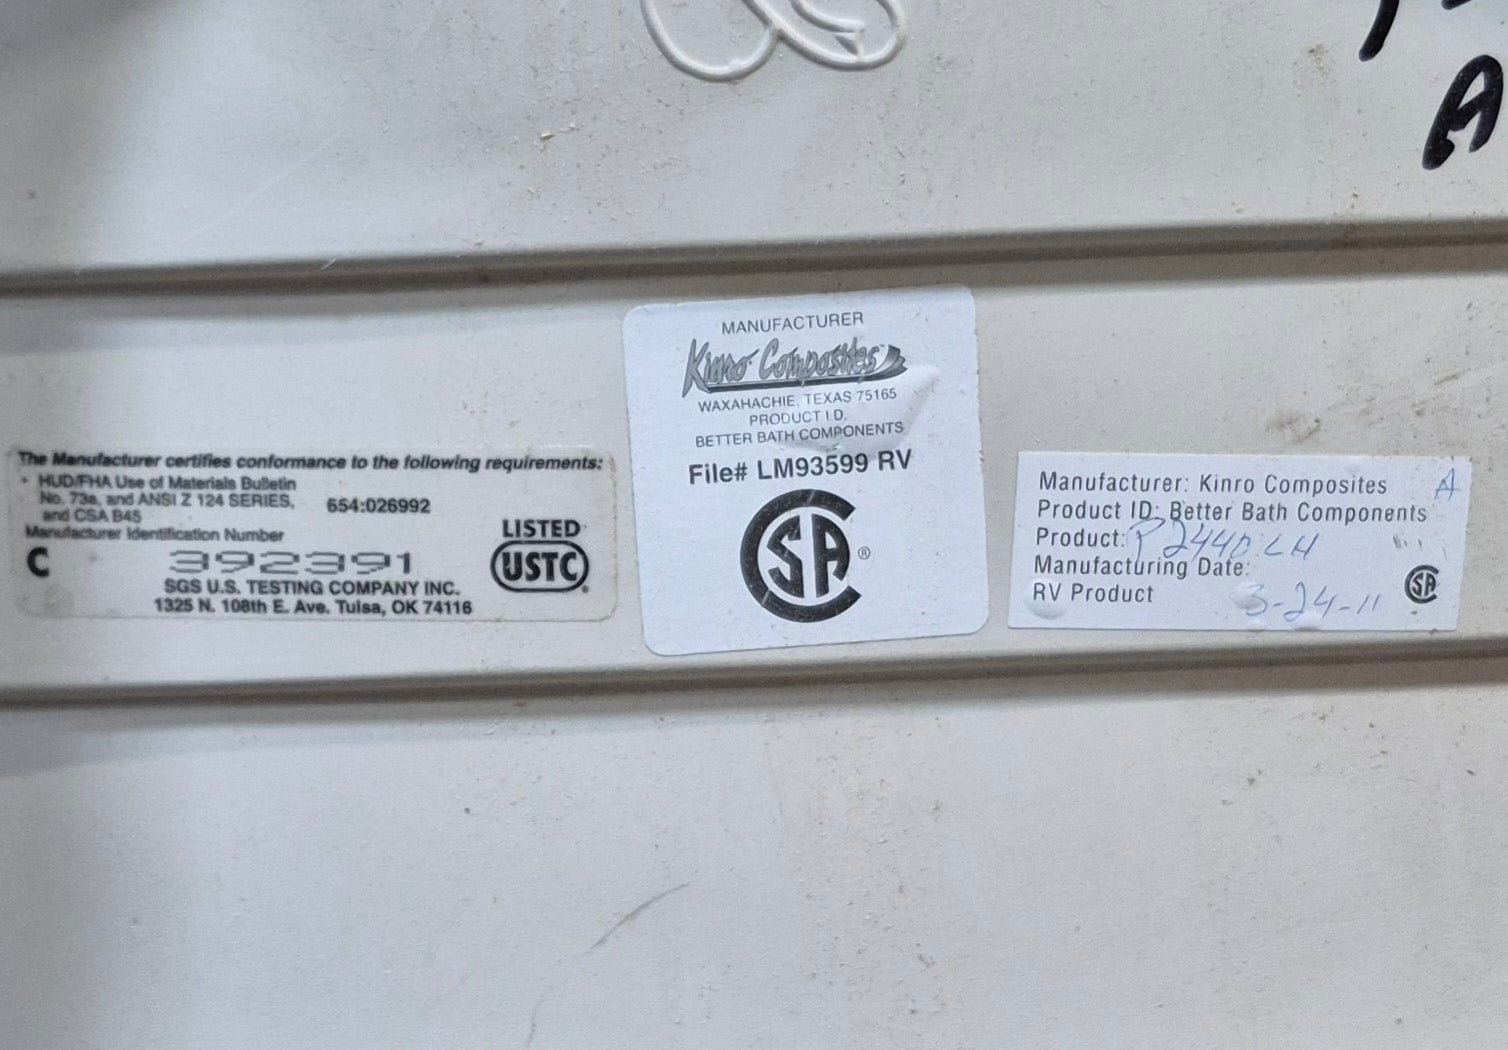 A
The Manufacturer certifies conformance to the following requirements:
• HUD/FHA Use of Materials Bulletin
No. 73a, and ANSI Z 124 SERIES,
and CSA B45
654:026992
Manufacturer Identification Number
C
392391
SGS U.S. TESTING COMPANY INC.
1325 N. 108th E. Ave. Tulsa, OK 74116
LISTED
USTC
MANUFACTURER
Kinro Composites
WAXAHACHIE, TEXAS 75165
PRODUCT I.D.
BETTER BATH COMPONENTS
File# LM93599 RV
CSA ®
Manufacturer: Kinro Composites A
Product ID: Better Bath Components
Product: P2440 LH
Manufacturing Date:
RV Product 3-24-11
CSA